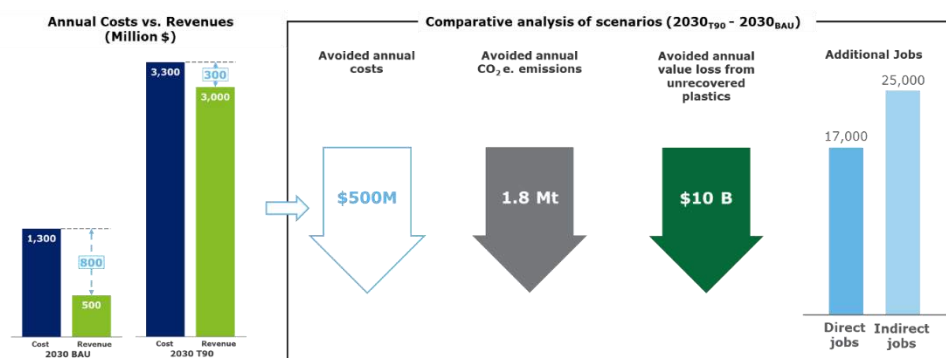 Annual Costs vs. Revenues
(Million $)
3,300
300
3,000
1,300
800
500
Cost
Revenue
Cost
Revenue
2030 BAU
2030 T90
Comparative analysis of scenarios (2030T90 - 2030BAU)
Avoided annual
costs
$500M
Avoided annual
CO2 e. emissions
1.8 Mt
Avoided annual
value loss from
unrecovered
plastics
$10 B
Additional Jobs
25,000
17,000
Direct
jobs
Indirect
jobs